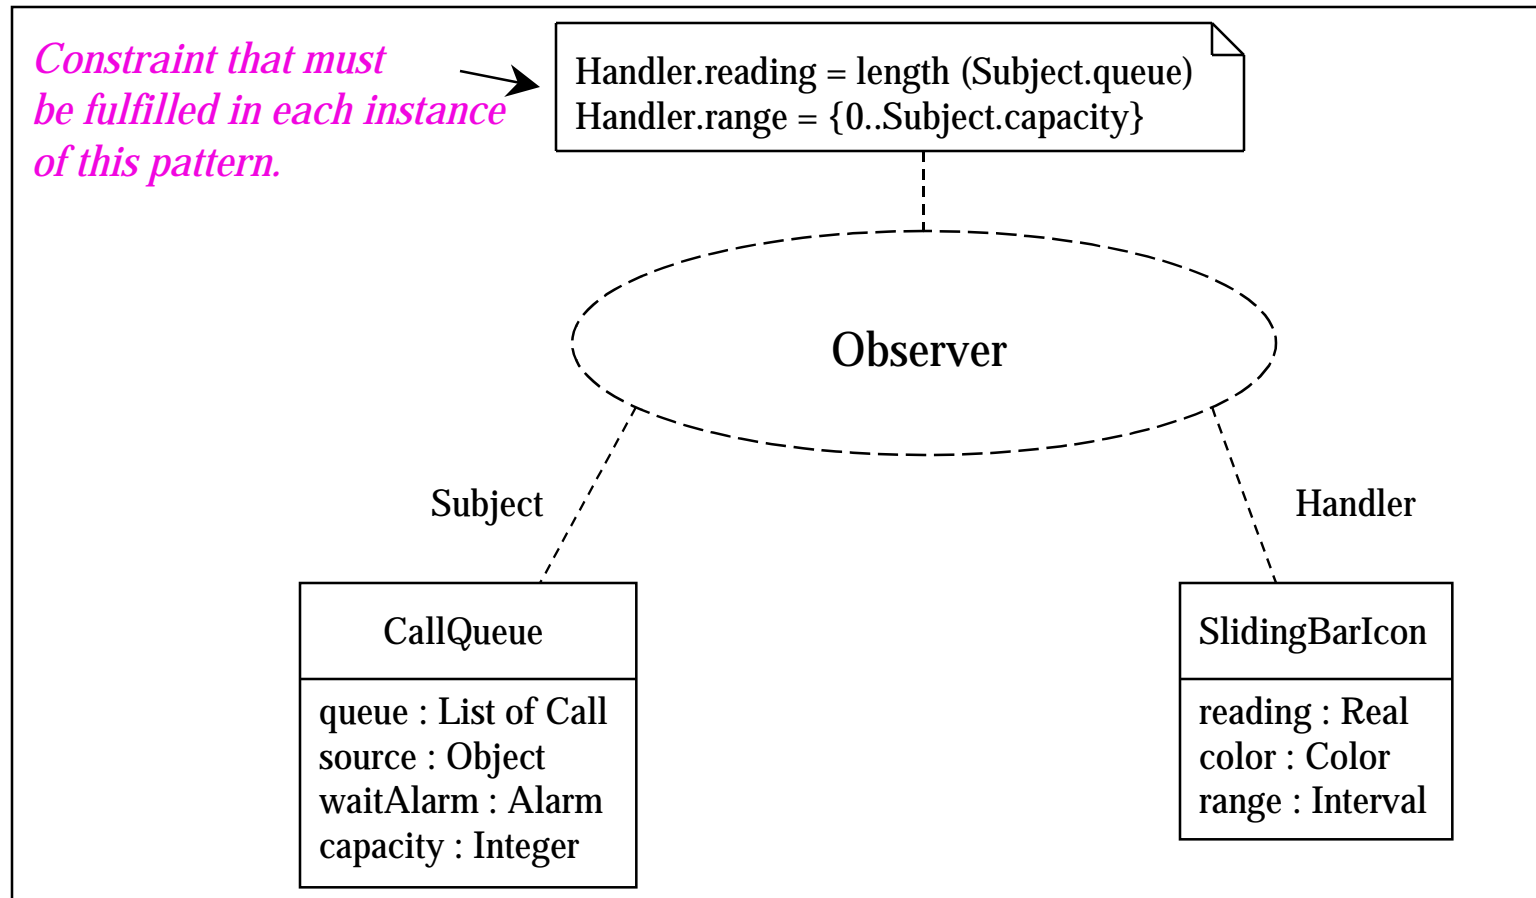 Constraint that must
be fulfilled in each instance
of this pattern.
Handler.reading = length (Subject.queue)
Handler.range = {0..Subject.capacity}
Observer
Subject
Handler
CallQueue
queue : List of Call
source : Object
waitAlarm : Alarm
capacity : Integer
SlidingBarIcon
reading : Real
color : Color
range : Interval